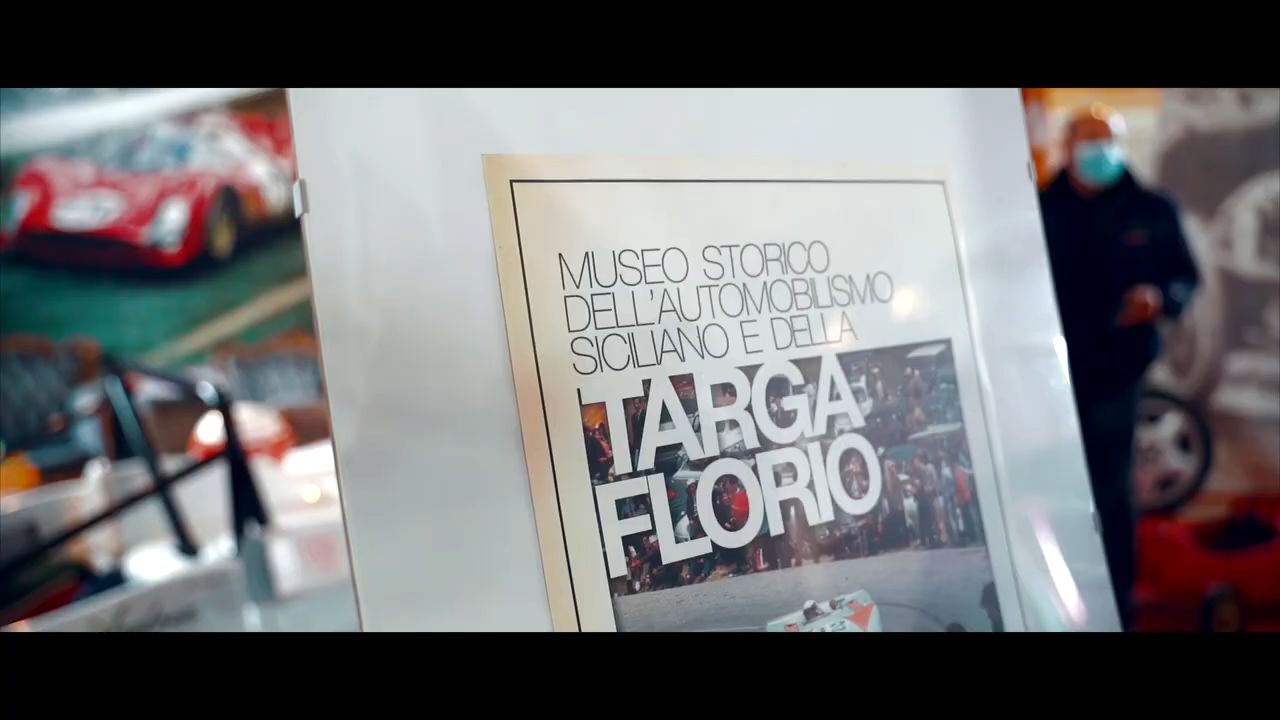 MUSEO STORICO
DELL'AUTOMOBILISMO
SICILIANO E DELLA
TARGA
FLORIO